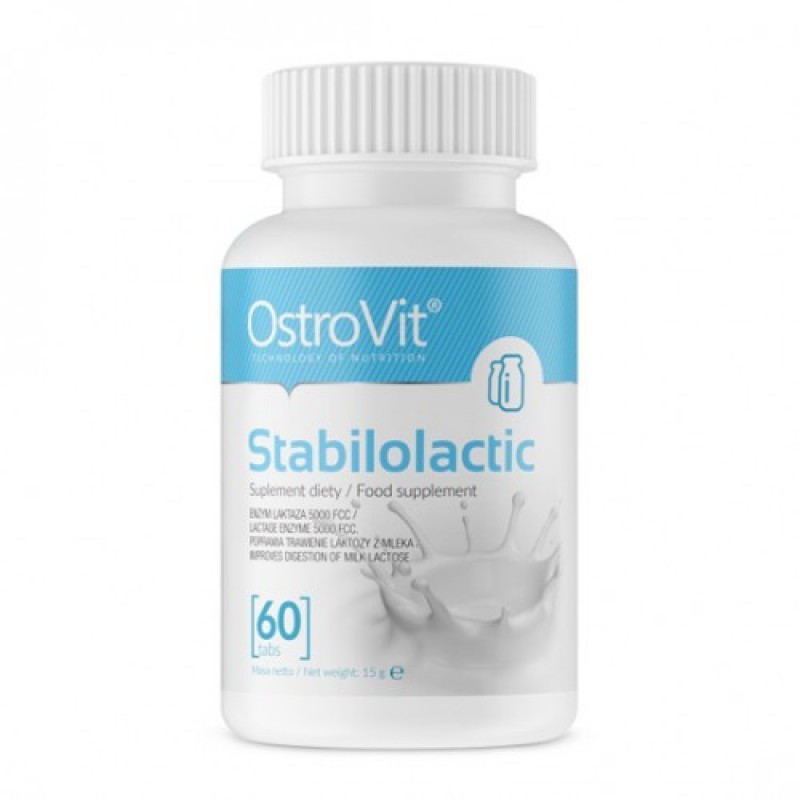 OstroVit®
TECHNOLOGY OF NUTRITION
i
Stabilolactic
Suplement diety / Food supplement
ENZYM LAKTAZA 5000 FCC /
LACTASE ENZYME 5000 FCC.
POPRAWIA TRAWIENIE LAKTOZY Z MLEKA
IMPROVES DIGESTION OF MILK LACTOSE.
[60]
tabs
Masa netto / Net weight: 15 g ℮